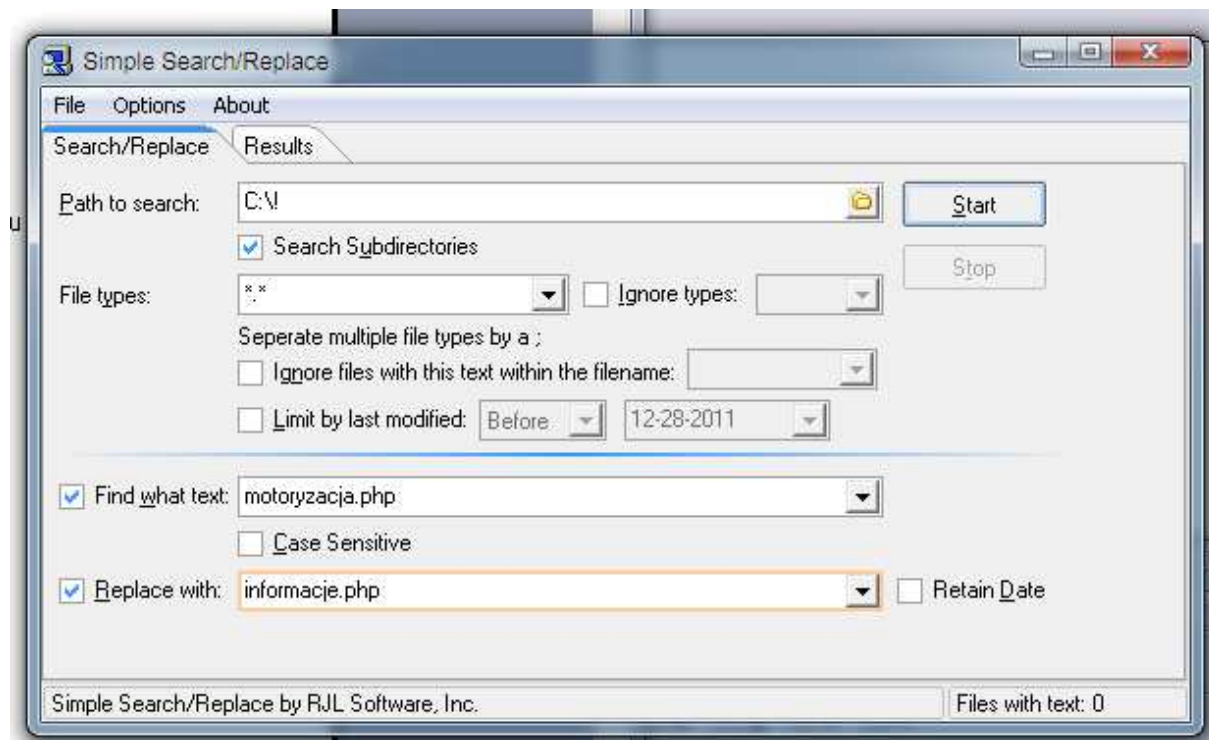 Simple Search/Replace
File Options About
Search/Replace Results
Path to search: C:\! Start
Search Subdirectories
Stop
File types: *.* Ignore types:
Seperate multiple file types by a ;
Ignore files with this text within the filename:
Limit by last modified: Before 12-28-2011
Find what text: motoryzacja.php
Case Sensitive
Replace with: informacje.php Retain Date
Simple Search/Replace by RJL Software, Inc. Files with text: 0
u